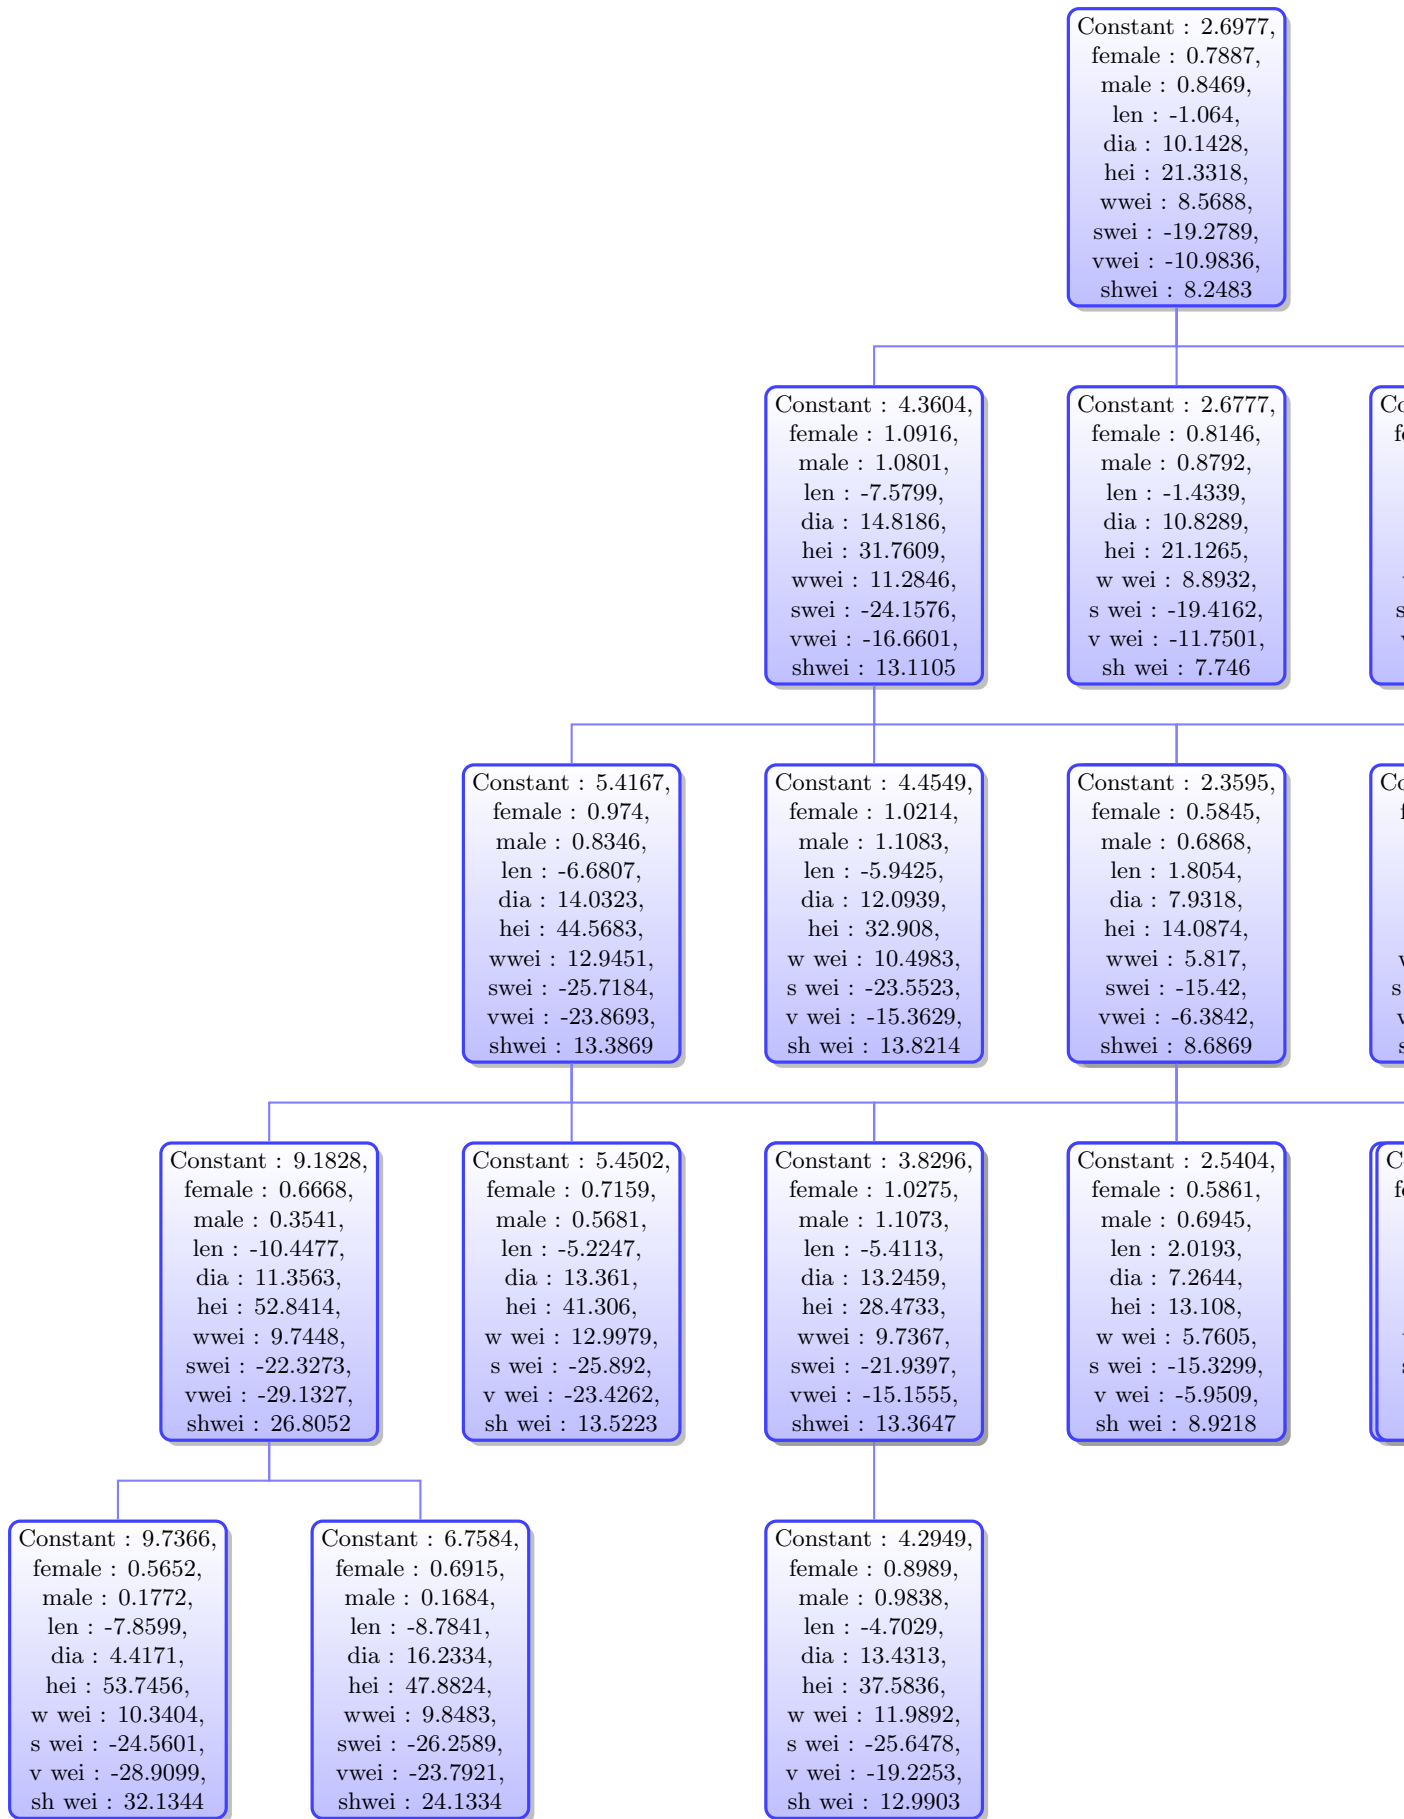 Constant : 2.6977,
female : 0.7887,
male : 0.8469,
len : -1.064,
dia : 10.1428,
hei : 21.3318,
wwei : 8.5688,
swei : -19.2789,
vwei : -10.9836,
shwei : 8.2483
Constant : 4.3604,
female : 1.0916,
male : 1.0801,
len : -7.5799,
dia : 14.8186,
hei : 31.7609,
wwei : 11.2846,
swei : -24.1576,
vwei : -16.6601,
shwei : 13.1105
Constant : 2.6777,
female : 0.8146,
male : 0.8792,
len : -1.4339,
dia : 10.8289,
hei : 21.1265,
w wei : 8.8932,
s wei : -19.4162,
v wei : -11.7501,
sh wei : 7.746
Constant : 5.4167,
female : 0.974,
male : 0.8346,
len : -6.6807,
dia : 14.0323,
hei : 44.5683,
wwei : 12.9451,
swei : -25.7184,
vwei : -23.8693,
shwei : 13.3869
Constant : 4.4549,
female : 1.0214,
male : 1.1083,
len : -5.9425,
dia : 12.0939,
hei : 32.908,
w wei : 10.4983,
s wei : -23.5523,
v wei : -15.3629,
sh wei : 13.8214
Constant : 2.3595,
female : 0.5845,
male : 0.6868,
len : 1.8054,
dia : 7.9318,
hei : 14.0874,
wwei : 5.817,
swei : -15.42,
vwei : -6.3842,
shwei : 8.6869
Constant : 9.1828,
female : 0.6668,
male : 0.3541,
len : -10.4477,
dia : 11.3563,
hei : 52.8414,
wwei : 9.7448,
swei : -22.3273,
vwei : -29.1327,
shwei : 26.8052
Constant : 5.4502,
female : 0.7159,
male : 0.5681,
len : -5.2247,
dia : 13.361,
hei : 41.306,
w wei : 12.9979,
s wei : -25.892,
v wei : -23.4262,
sh wei : 13.5223
Constant : 3.8296,
female : 1.0275,
male : 1.1073,
len : -5.4113,
dia : 13.2459,
hei : 28.4733,
wwei : 9.7367,
swei : -21.9397,
vwei : -15.1555,
shwei : 13.3647
Constant : 2.5404,
female : 0.5861,
male : 0.6945,
len : 2.0193,
dia : 7.2644,
hei : 13.108,
w wei : 5.7605,
s wei : -15.3299,
v wei : -5.9509,
sh wei : 8.9218
Constant : 9.7366,
female : 0.5652,
male : 0.1772,
len : -7.8599,
dia : 4.4171,
hei : 53.7456,
w wei : 10.3404,
s wei : -24.5601,
v wei : -28.9099,
sh wei : 32.1344
Constant : 6.7584,
female : 0.6915,
male : 0.1684,
len : -8.7841,
dia : 16.2334,
hei : 47.8824,
wwei : 9.8483,
swei : -26.2589,
vwei : -23.7921,
shwei : 24.1334
Constant : 4.2949,
female : 0.8989,
male : 0.9838,
len : -4.7029,
dia : 13.4313,
hei : 37.5836,
w wei : 11.9892,
s wei : -25.6478,
v wei : -19.2253,
sh wei : 12.9903